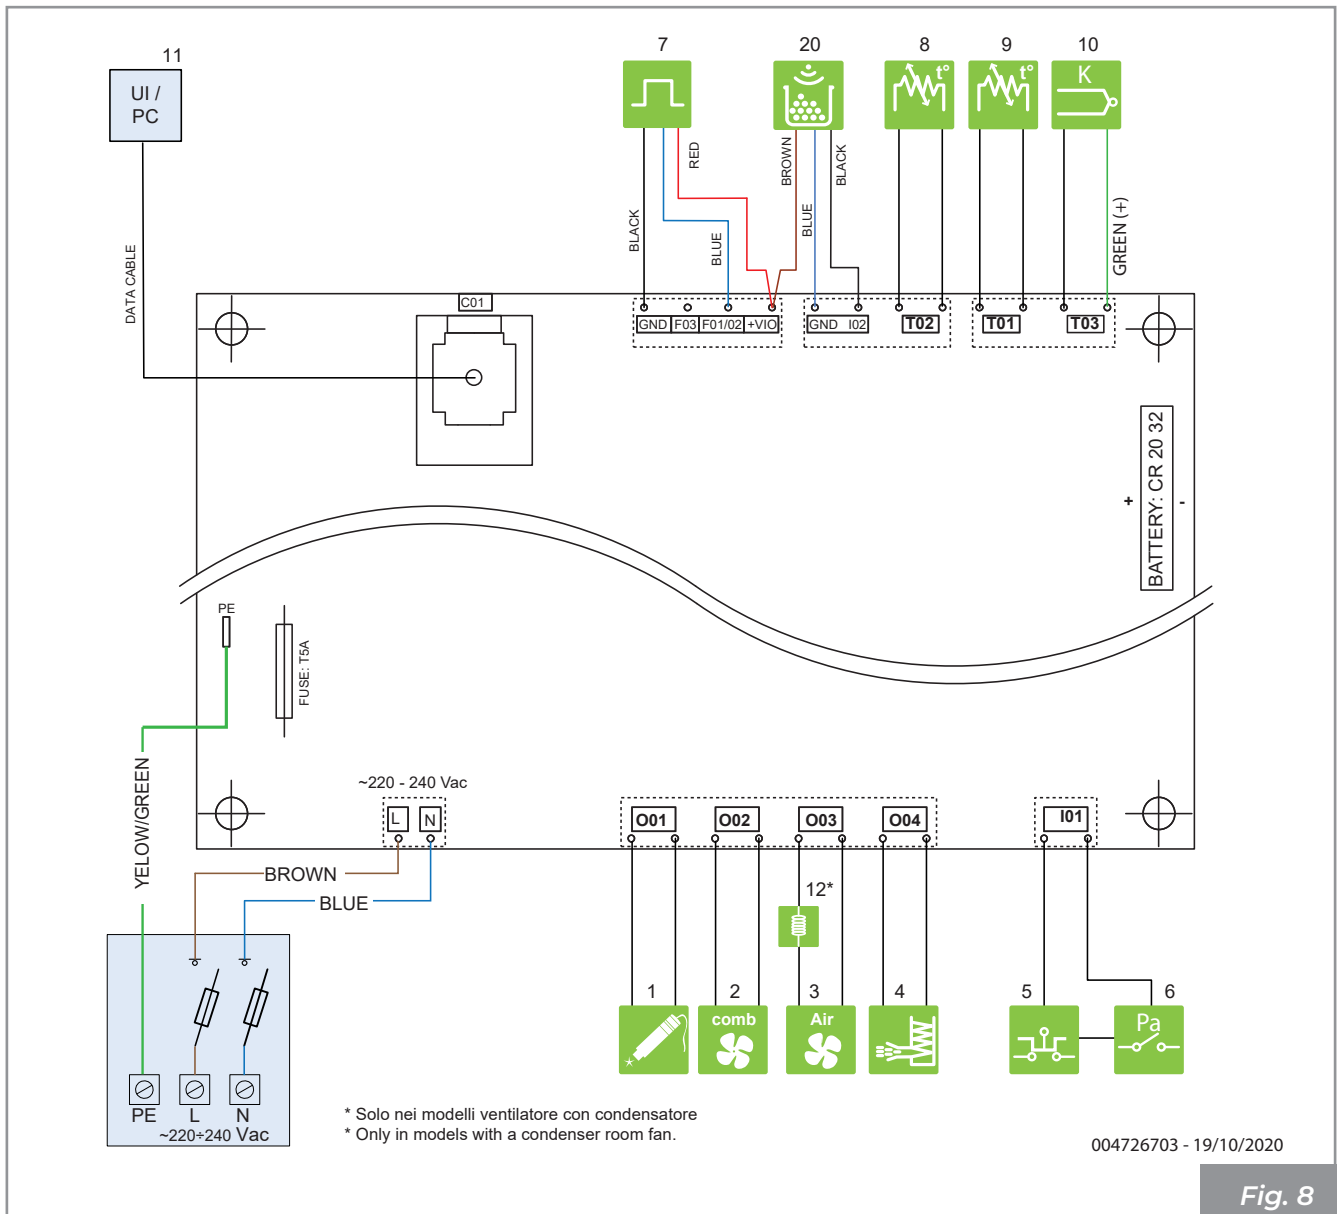 11
7
20
8
9
10
UI /
PC
t°
t°
K
RED
BROWN
BLACK
BLACK
BLUE
BLUE
GREEN (+)
DATA CABLE
C01
GND
F03
F01/02
+VIO
GND
I02
T02
T01
T03
BATTERY: CR 20 32
+
-
PE
FUSE: T5A
YELOW/GREEN
~220 - 240 Vac
L
N
O01
O02
O03
O04
I01
BROWN
BLUE
12*
1
2
3
4
5
6
comb
Air
Pa
PE
L
N
~220÷240 Vac
* Solo nei modelli ventilatore con condensatore
* Only in models with a condenser room fan.
004726703 - 19/10/2020
Fig. 8